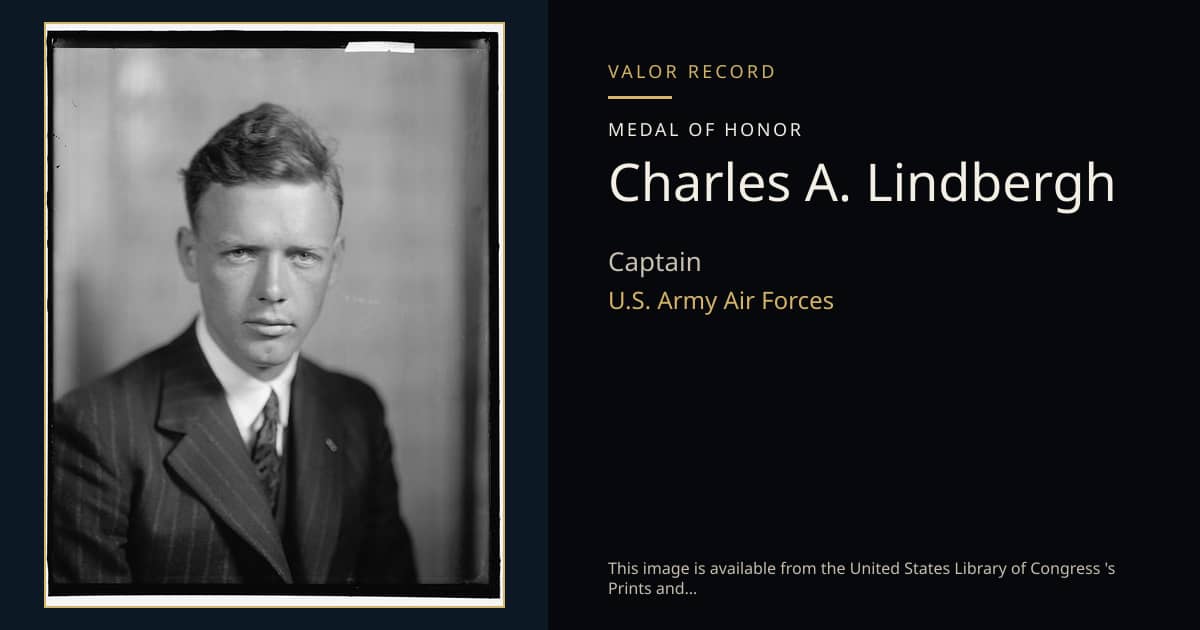 VALOR RECORD
MEDAL OF HONOR
Charles A. Lindbergh
Captain
U.S. Army Air Forces
This image is available from the United States Library of Congress 's
Prints and...